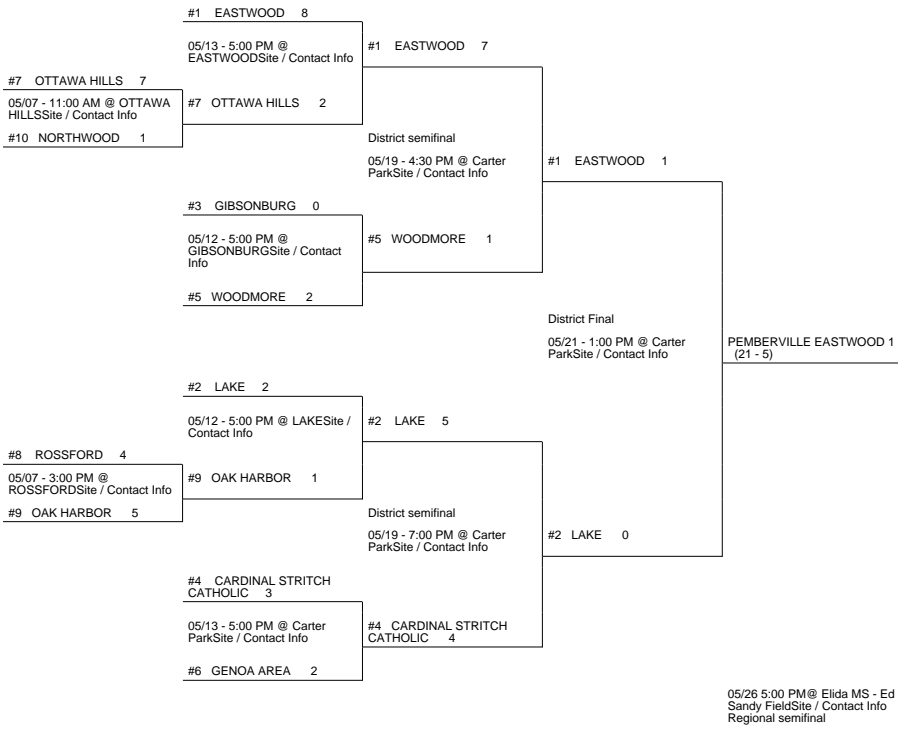 #1 EASTWOOD 8
05/13 - 5:00 PM @
EASTWOODSite / Contact Info
#1 EASTWOOD 7
#7 OTTAWA HILLS 7
05/07 - 11:00 AM @ OTTAWA
HILLSSite / Contact Info
#7 OTTAWA HILLS 2
#10 NORTHWOOD 1
District semifinal
05/19 - 4:30 PM @ Carter
ParkSite / Contact Info
#1 EASTWOOD 1
#3 GIBSONBURG 0
05/12 - 5:00 PM @
GIBSONBURGSite / Contact
Info
#5 WOODMORE 1
#5 WOODMORE 2
District Final
05/21 - 1:00 PM @ Carter
ParkSite / Contact Info
PEMBERVILLE EASTWOOD 1
(21 - 5)
#2 LAKE 2
05/12 - 5:00 PM @ LAKESite /
Contact Info
#2 LAKE 5
#8 ROSSFORD 4
05/07 - 3:00 PM @
ROSSFORDSite / Contact Info
#9 OAK HARBOR 1
#9 OAK HARBOR 5
District semifinal
05/19 - 7:00 PM @ Carter
ParkSite / Contact Info
#2 LAKE 0
#4 CARDINAL STRITCH
CATHOLIC 3
05/13 - 5:00 PM @ Carter
ParkSite / Contact Info
#4 CARDINAL STRITCH
CATHOLIC 4
#6 GENOA AREA 2
05/26 5:00 PM@ Elida MS - Ed
Sandy FieldSite / Contact Info
Regional semifinal